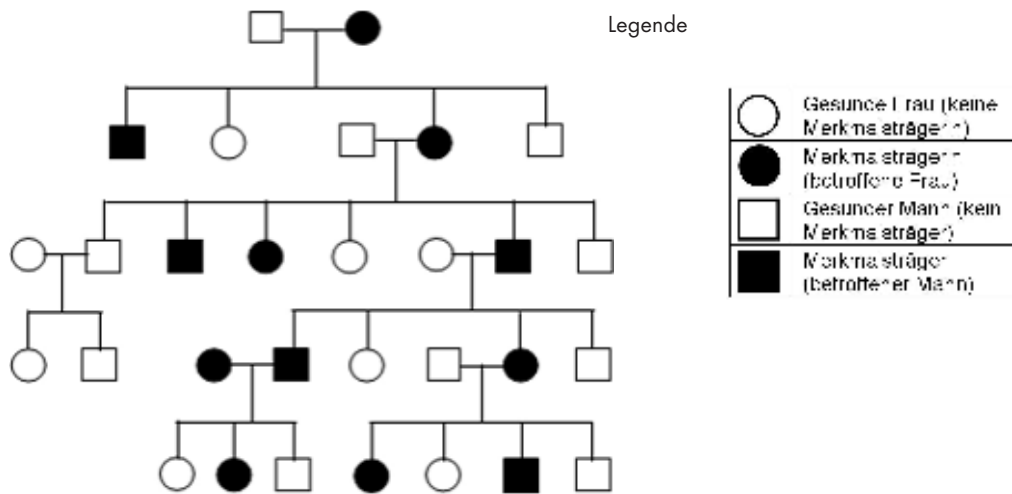 Legende
Gesunde Frau (keine
Merkmalsträgerin)
Merkmalsträgerin
(betroffene Frau)
Gesunder Mann (kein
Merkmalsträger)
Merkmalsträger
(betroffener Mann)